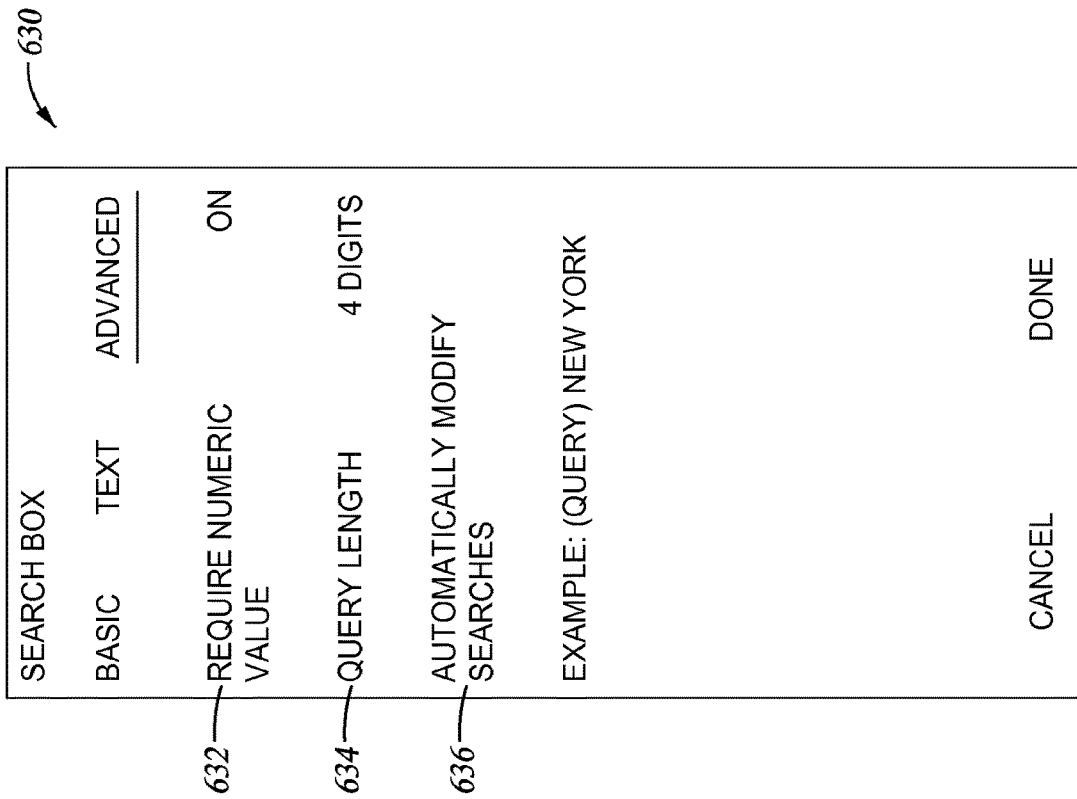 630
SEARCH BOX
BASIC TEXT ADVANCED
632 REQUIRE NUMERIC ON
VALUE
634 QUERY LENGTH 4 DIGITS
636 AUTOMATICALLY MODIFY
SEARCHES
EXAMPLE: (QUERY) NEW YORK
CANCEL DONE